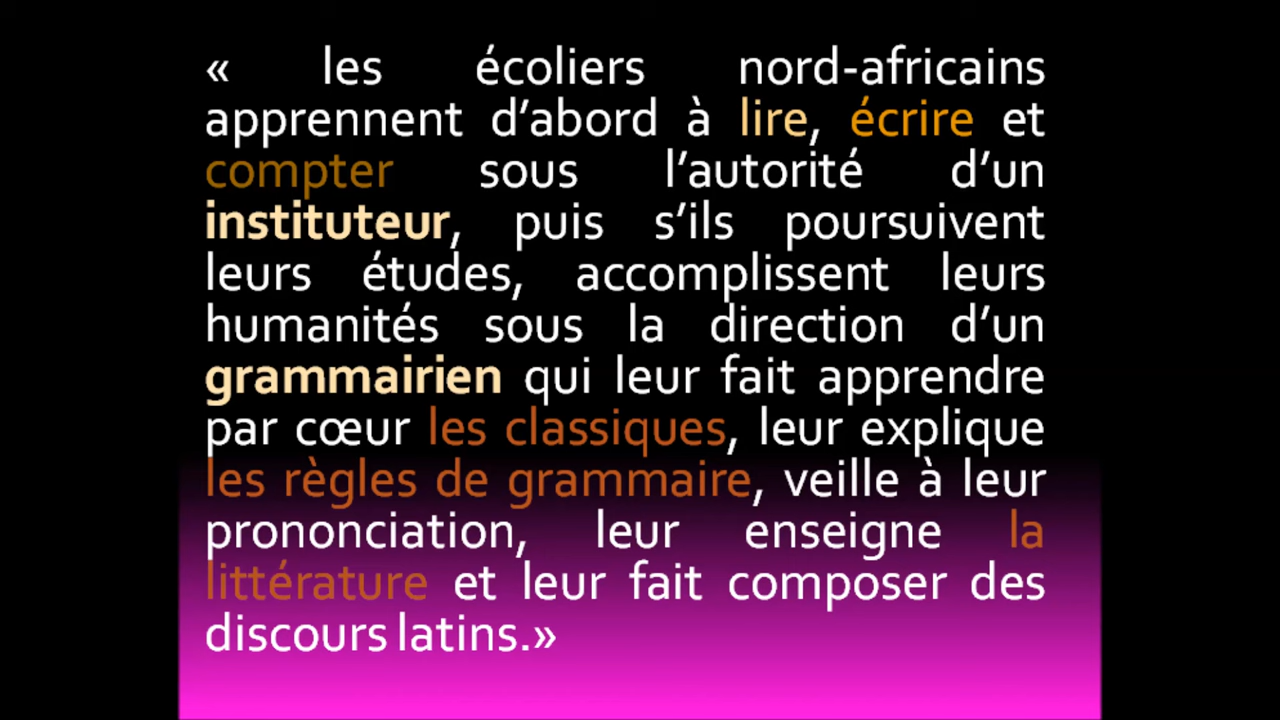 « les écoliers nord-africains
apprennent d’abord à lire, écrire et
compter sous l’autorité d’un
instituteur, puis s’ils poursuivent
leurs études, accomplissent leurs
humanités sous la direction d’un
grammairien qui leur fait apprendre
par cœur les classiques, leur explique
les règles de grammaire, veille à leur
prononciation, leur enseigne la
littérature et leur fait composer des
discours latins.»